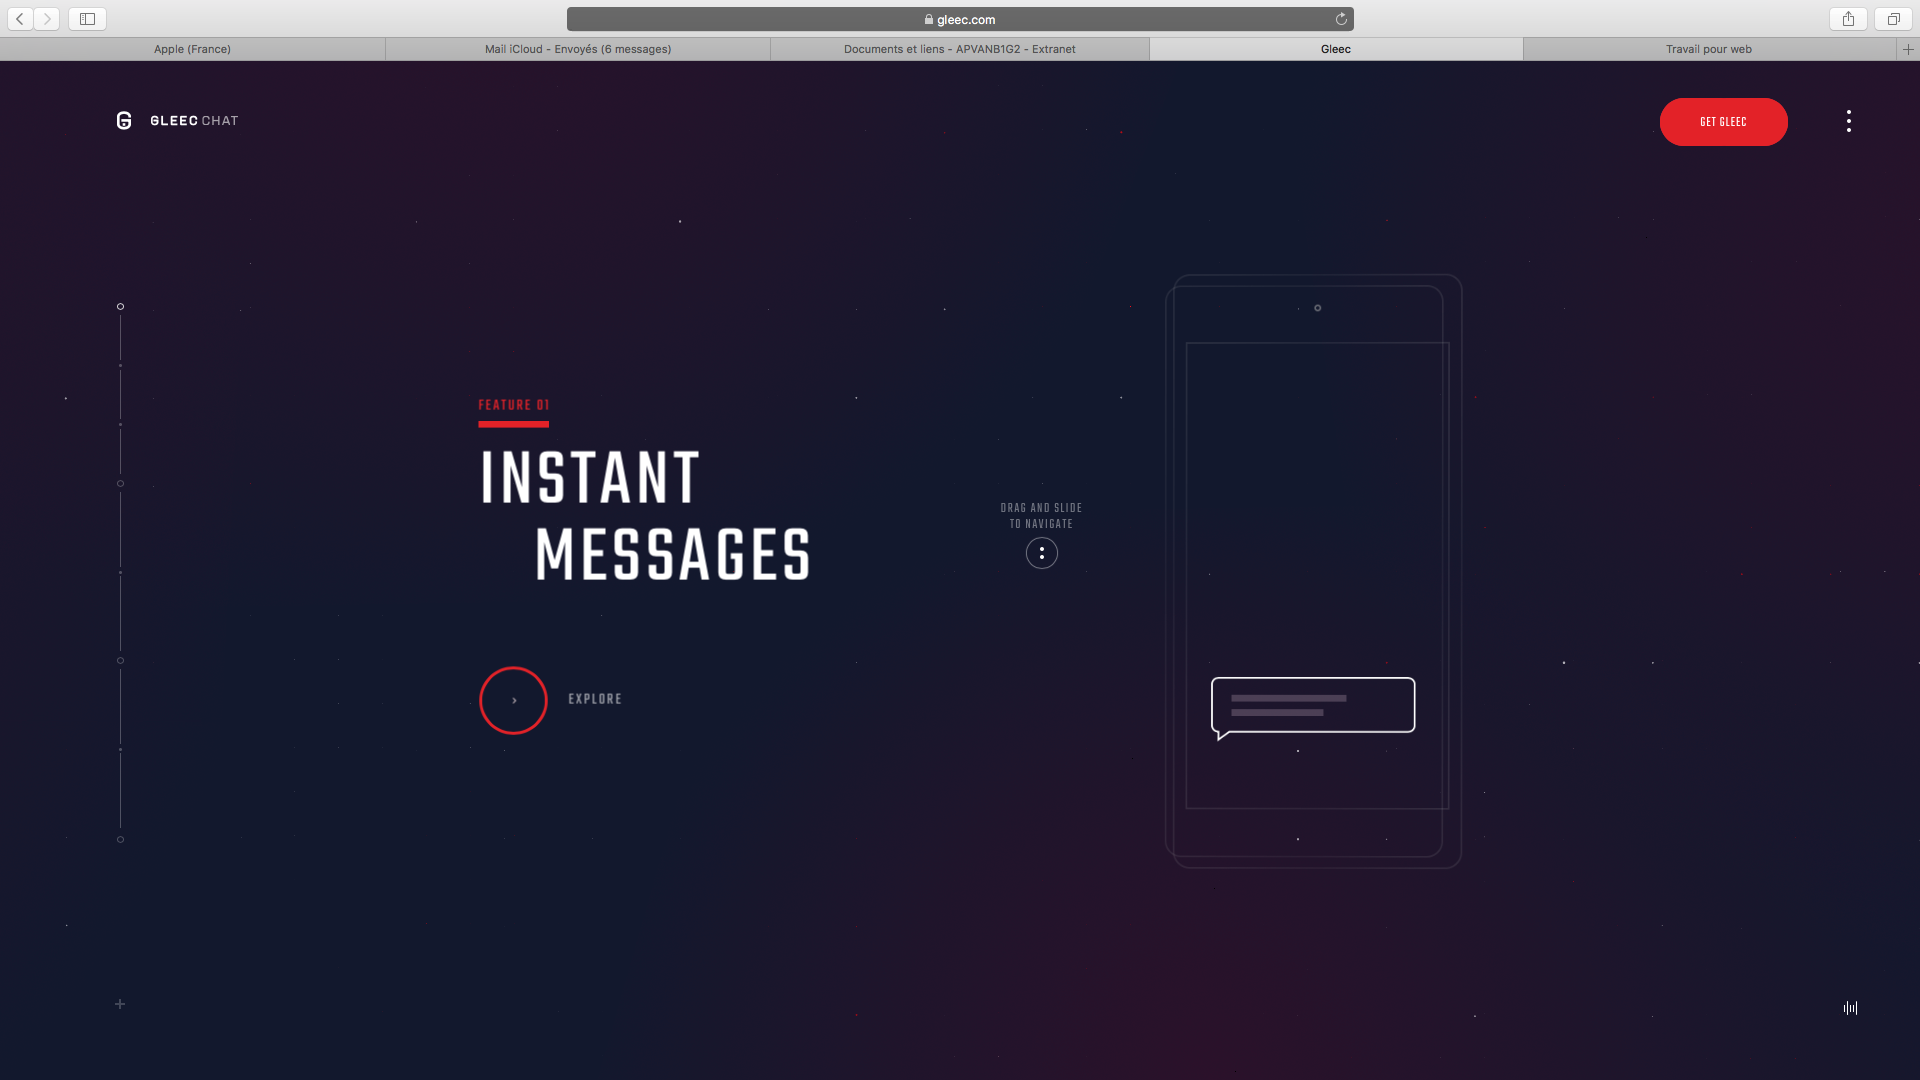 gleec.com
Apple (France)
Mail iCloud - Envoyés (6 messages)
Documents et liens - APVANB1G2 - Extranet
Gleec
Travail pour web
GLEEC CHAT
GET GLEEC
FEATURE 01
INSTANT
MESSAGES
DRAG AND SLIDE
TO NAVIGATE
EXPLORE